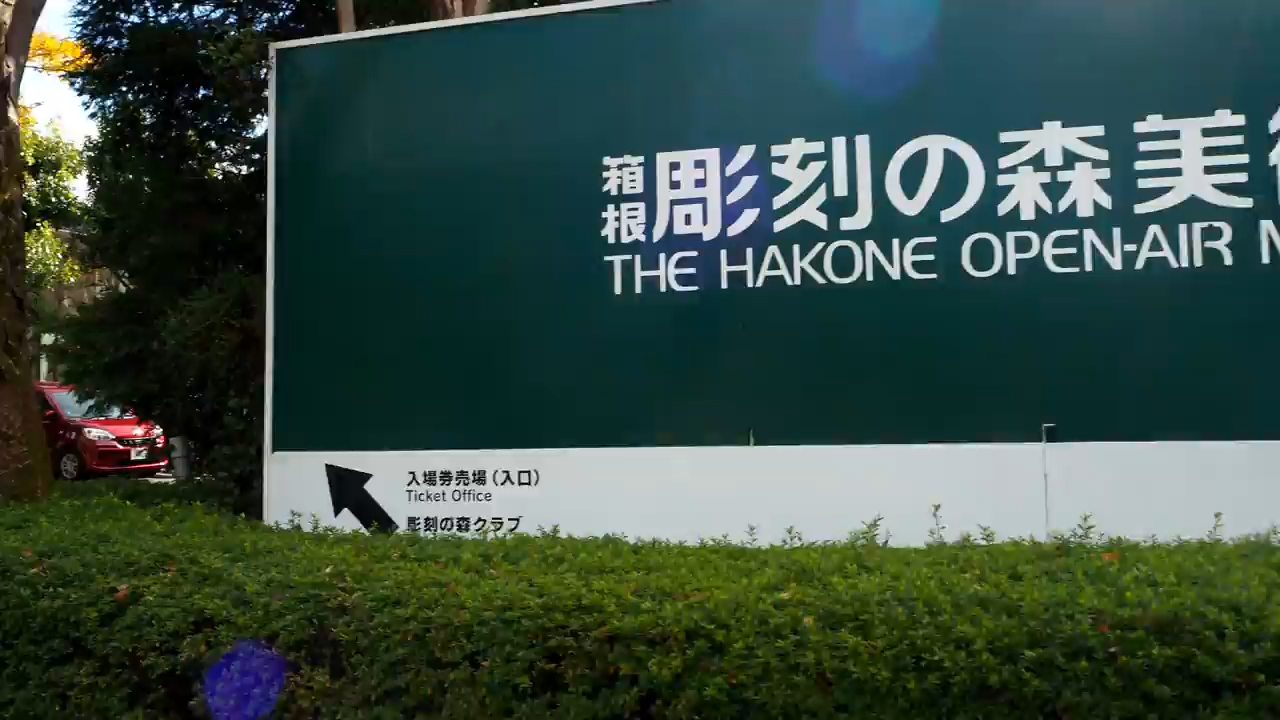 箱根 彫刻の森美
THE HAKONE OPEN-AIR
入場券売場（入口）
Ticket Office
彫刻の森クラブ